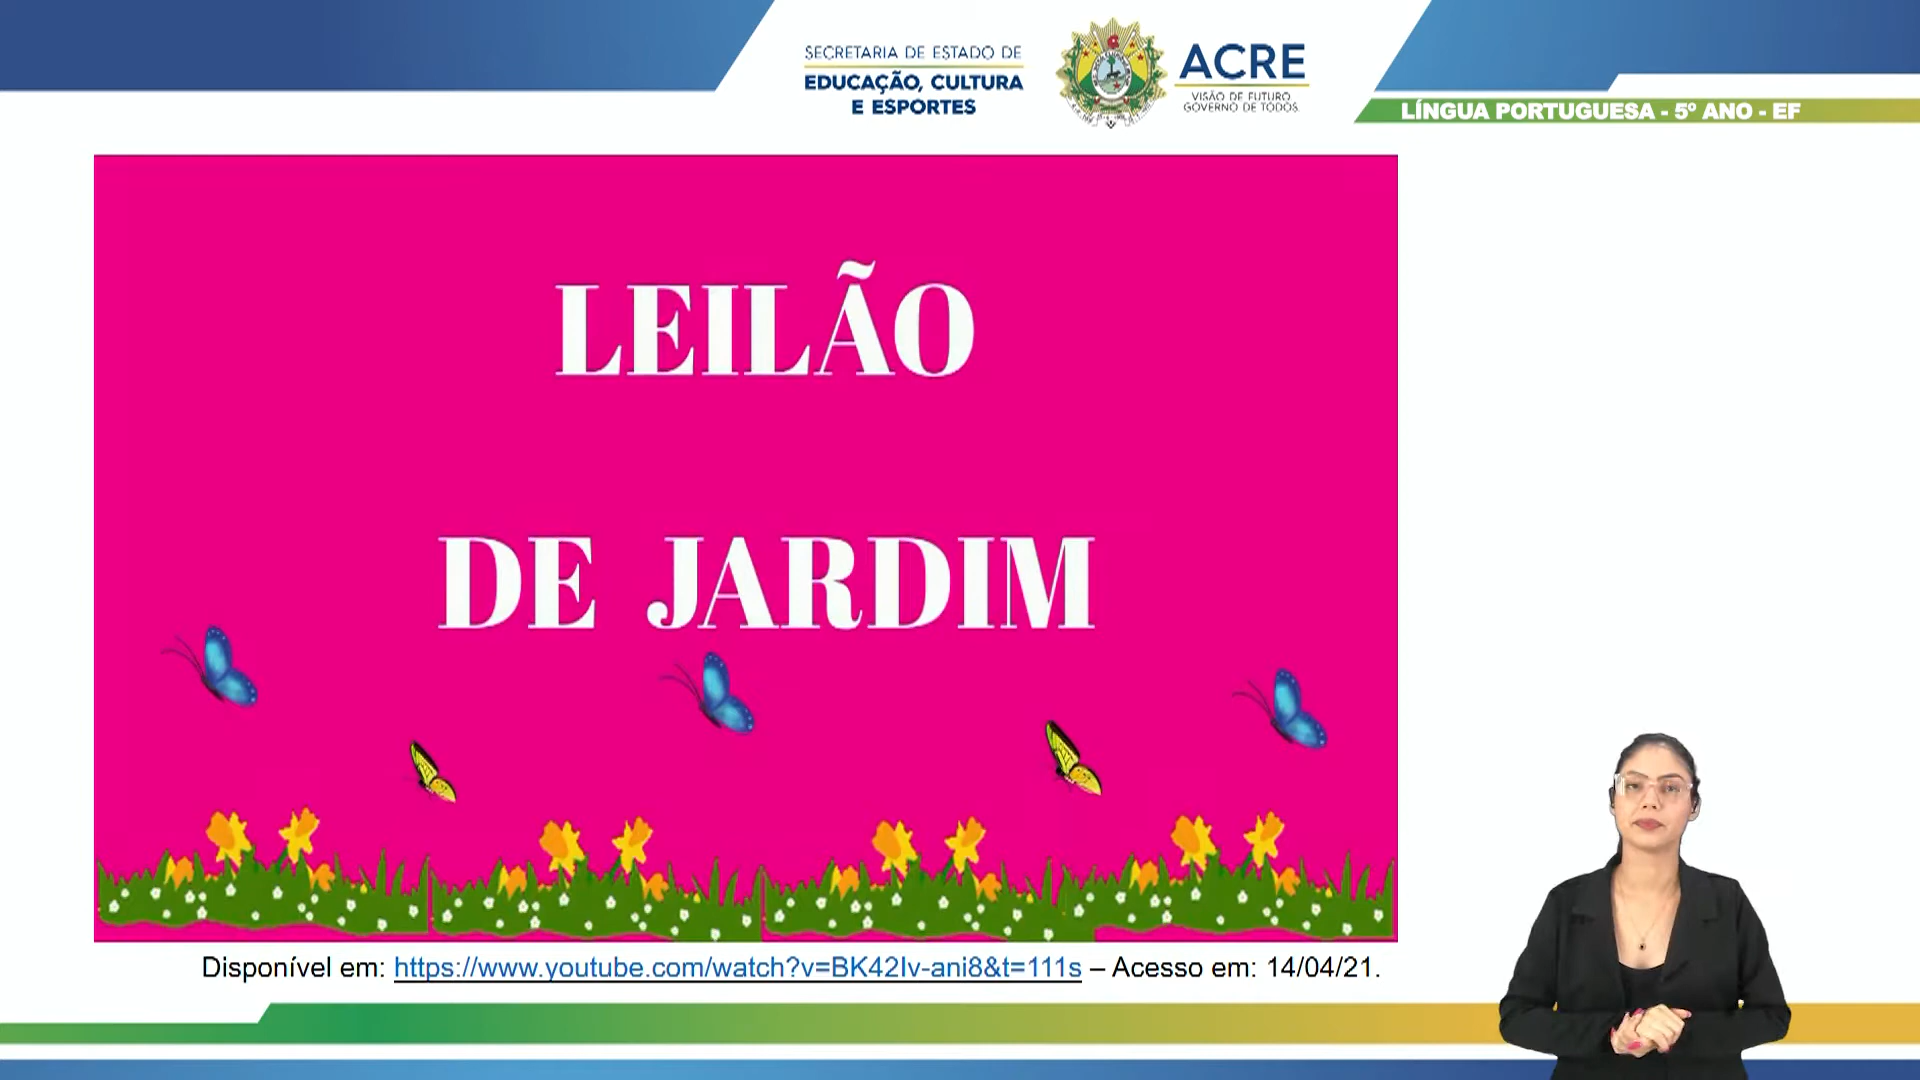 SECRETARIA DE ESTADO DE
EDUCAÇÃO, CULTURA
E ESPORTES
ACRE
VISÃO DE FUTURO
GOVERNO DE TODOS
LÍNGUA PORTUGUESA - 5º ANO - EF
LEILÃO
DE JARDIM
Disponível em: https://www.youtube.com/watch?v=BK42Iv-ani8&t=111s – Acesso em: 14/04/21.